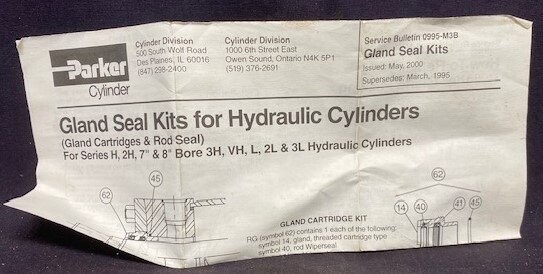 Parker
Cylinder
Cylinder Division
500 South Wolf Road
Des Plaines, IL 60016
(847) 298-2400
Cylinder Division
1000 6th Street East
Owen Sound, Ontario N4K 5P1
(519) 376-2691
Service Bulletin 0995-M3B
Gland Seal Kits
Issued: May, 2000
Supersedes: March, 1995
Gland Seal Kits for Hydraulic Cylinders
(Gland Cartridges & Rod Seal)
For Series H, 2H, 7" & 8" Bore 3H, VH, L, 2L & 3L Hydraulic Cylinders
62
45
GLAND CARTRIDGE KIT
RG (symbol 62) contains 1 each of the following:
symbol 14, gland, threaded cartridge type
symbol 40, rod Wiperseal
62
14 40 41 45